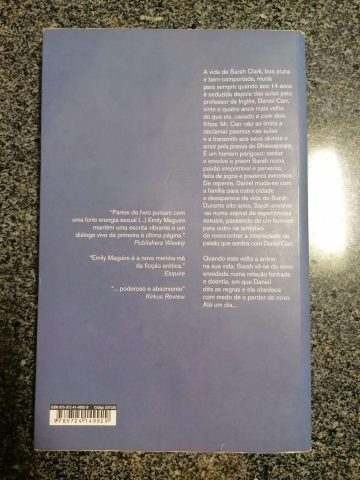 A vida de Sarah Clark, boa aluna
e bem-comportada, muda
para sempre quando aos 14 anos
é seduzida depois das aulas pelo
professor de Inglês, Daniel Carr,
vinte e quatro anos mais velho
do que ela, casado e com dois
filhos. Mr. Carr não se limita a
declamar poemas nas aulas
e a transmitir aos seus alunos o
amor pela poesia de Shakespeare.
É um homem perigoso: seduz
e envolve a jovem Sarah numa
paixão irreprimível e perversa,
feita de jogos e prazeres extremos.
De repente, Daniel muda-se com
a família para outra cidade
e desaparece da vida de Sarah.
Durante oito anos, Sarah envolve-
-se numa espiral de experiências
sexuais, passando de um homem
para outro na tentativa
de reencontrar a intensidade da
paixão que sentira com Daniel Carr.
Quando este volta a entrar
na sua vida, Sarah vê-se de novo
enredada numa relação fechada
e doentia, em que Daniel
dita as regras e ela obedece
com medo de o perder de novo.
Até um dia...
"Partes do livro pulsam com
uma forte energia sexual [...] Emily Maguire
mantém uma escrita vibrante e um
diálogo vivo da primeira à última página."
Publishers Weekly
"Emily Maguire é a nova menina má
da ficção erótica."
Esquire
"... poderoso e absorvente"
Kirkus Review
ISBN 978-972-41-4992-9
9789724149929